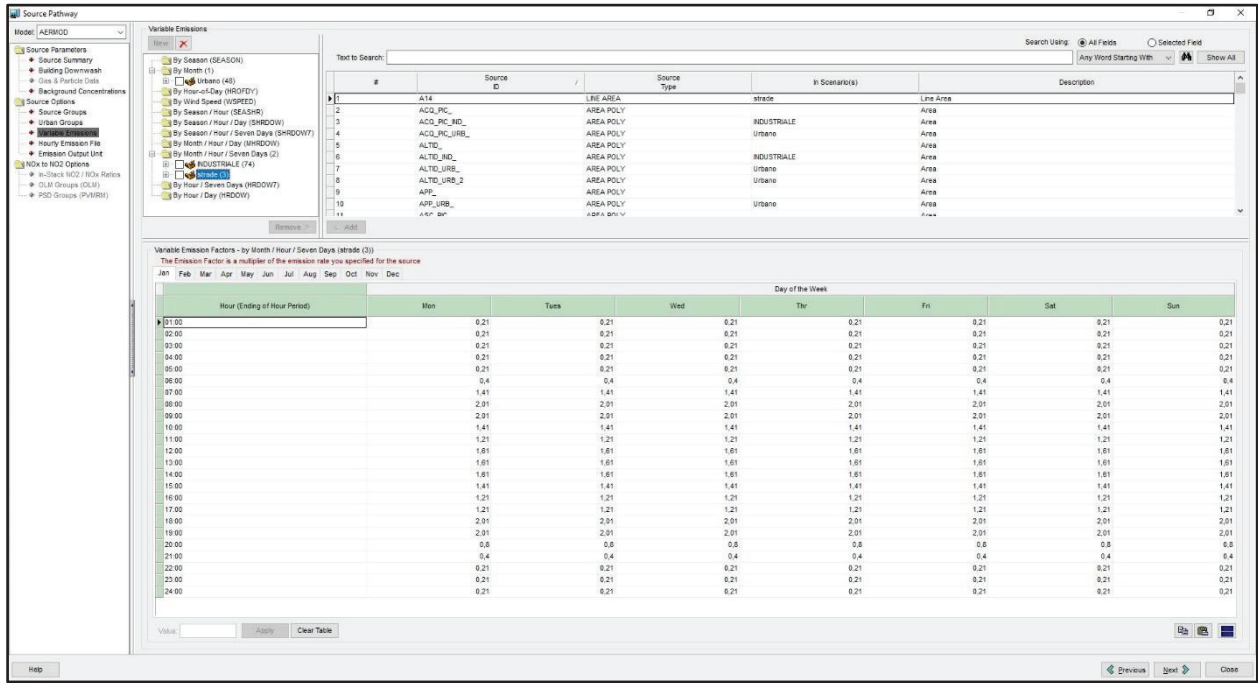 Source Pathway
Model: AERMOD
Source Parameters
Source Summary
Building Downwash
Gas & Particle Data
Background Concentrations
Source Options
Source Groups
Urban Groups
Variable Emissions
Hourly Emission File
Emission Output Unit
NOx to NO2 Options
In-Stack NO2 / NOx Ratios
OLM Groups (OLM)
PSD Groups (PVMRM)
Variable Emissions
New
By Season (SEASON)
By Month (1)
Urbano (48)
By Hour-of-Day (HROFDY)
By Wind Speed (WSPEED)
By Season / Hour (SEASHR)
By Season / Hour / Day (SHRDOW)
By Season / Hour / Seven Days (SHRDOW7)
By Month / Hour / Day (MHRDOW)
By Month / Hour / Seven Days (2)
INDUSTRIALE (74)
strade (3)
By Hour / Seven Days (HRDOW7)
By Hour / Day (HRDOW)
Remove >
< Add
Search Using: All Fields Selected Field
Text to Search: Any Word Starting With Show All
# Source ID / Source Type In Scenario(s) Description
1 A14 LINE AREA strade Line Area
2 ACQ_PIC_ AREA POLY Area
3 ACQ_PIC_IND_ AREA POLY INDUSTRIALE Area
4 ACQ_PIC_URB_ AREA POLY Urbano Area
5 ALTID_ AREA POLY Area
6 ALTID_IND_ AREA POLY INDUSTRIALE Area
7 ALTID_URB_ AREA POLY Urbano Area
8 ALTID_URB_2 AREA POLY Urbano Area
9 APP_ AREA POLY Area
10 APP_URB_ AREA POLY Urbano Area
11 ASC_PIC_ AREA POLY Area
Variable Emission Factors - by Month / Hour / Seven Days (strade (3))
The Emission Factor is a multiplier of the emission rate you specified for the source
Jan Feb Mar Apr May Jun Jul Aug Sep Oct Nov Dec
Day of the Week
Hour (Ending of Hour Period) Mon Tues Wed Thr Fri Sat Sun
01:00 0,21 0,21 0,21 0,21 0,21 0,21 0,21
02:00 0,21 0,21 0,21 0,21 0,21 0,21 0,21
03:00 0,21 0,21 0,21 0,21 0,21 0,21 0,21
04:00 0,21 0,21 0,21 0,21 0,21 0,21 0,21
05:00 0,21 0,21 0,21 0,21 0,21 0,21 0,21
06:00 0,4 0,4 0,4 0,4 0,4 0,4 0,4
07:00 1,41 1,41 1,41 1,41 1,41 1,41 1,41
08:00 2,01 2,01 2,01 2,01 2,01 2,01 2,01
09:00 2,01 2,01 2,01 2,01 2,01 2,01 2,01
10:00 1,41 1,41 1,41 1,41 1,41 1,41 1,41
11:00 1,21 1,21 1,21 1,21 1,21 1,21 1,21
12:00 1,61 1,61 1,61 1,61 1,61 1,61 1,61
13:00 1,61 1,61 1,61 1,61 1,61 1,61 1,61
14:00 1,61 1,61 1,61 1,61 1,61 1,61 1,61
15:00 1,41 1,41 1,41 1,41 1,41 1,41 1,41
16:00 1,21 1,21 1,21 1,21 1,21 1,21 1,21
17:00 1,21 1,21 1,21 1,21 1,21 1,21 1,21
18:00 2,01 2,01 2,01 2,01 2,01 2,01 2,01
19:00 2,01 2,01 2,01 2,01 2,01 2,01 2,01
20:00 0,8 0,8 0,8 0,8 0,8 0,8 0,8
21:00 0,4 0,4 0,4 0,4 0,4 0,4 0,4
22:00 0,21 0,21 0,21 0,21 0,21 0,21 0,21
23:00 0,21 0,21 0,21 0,21 0,21 0,21 0,21
24:00 0,21 0,21 0,21 0,21 0,21 0,21 0,21
Value: Apply Clear Table
Help Previous Next Close